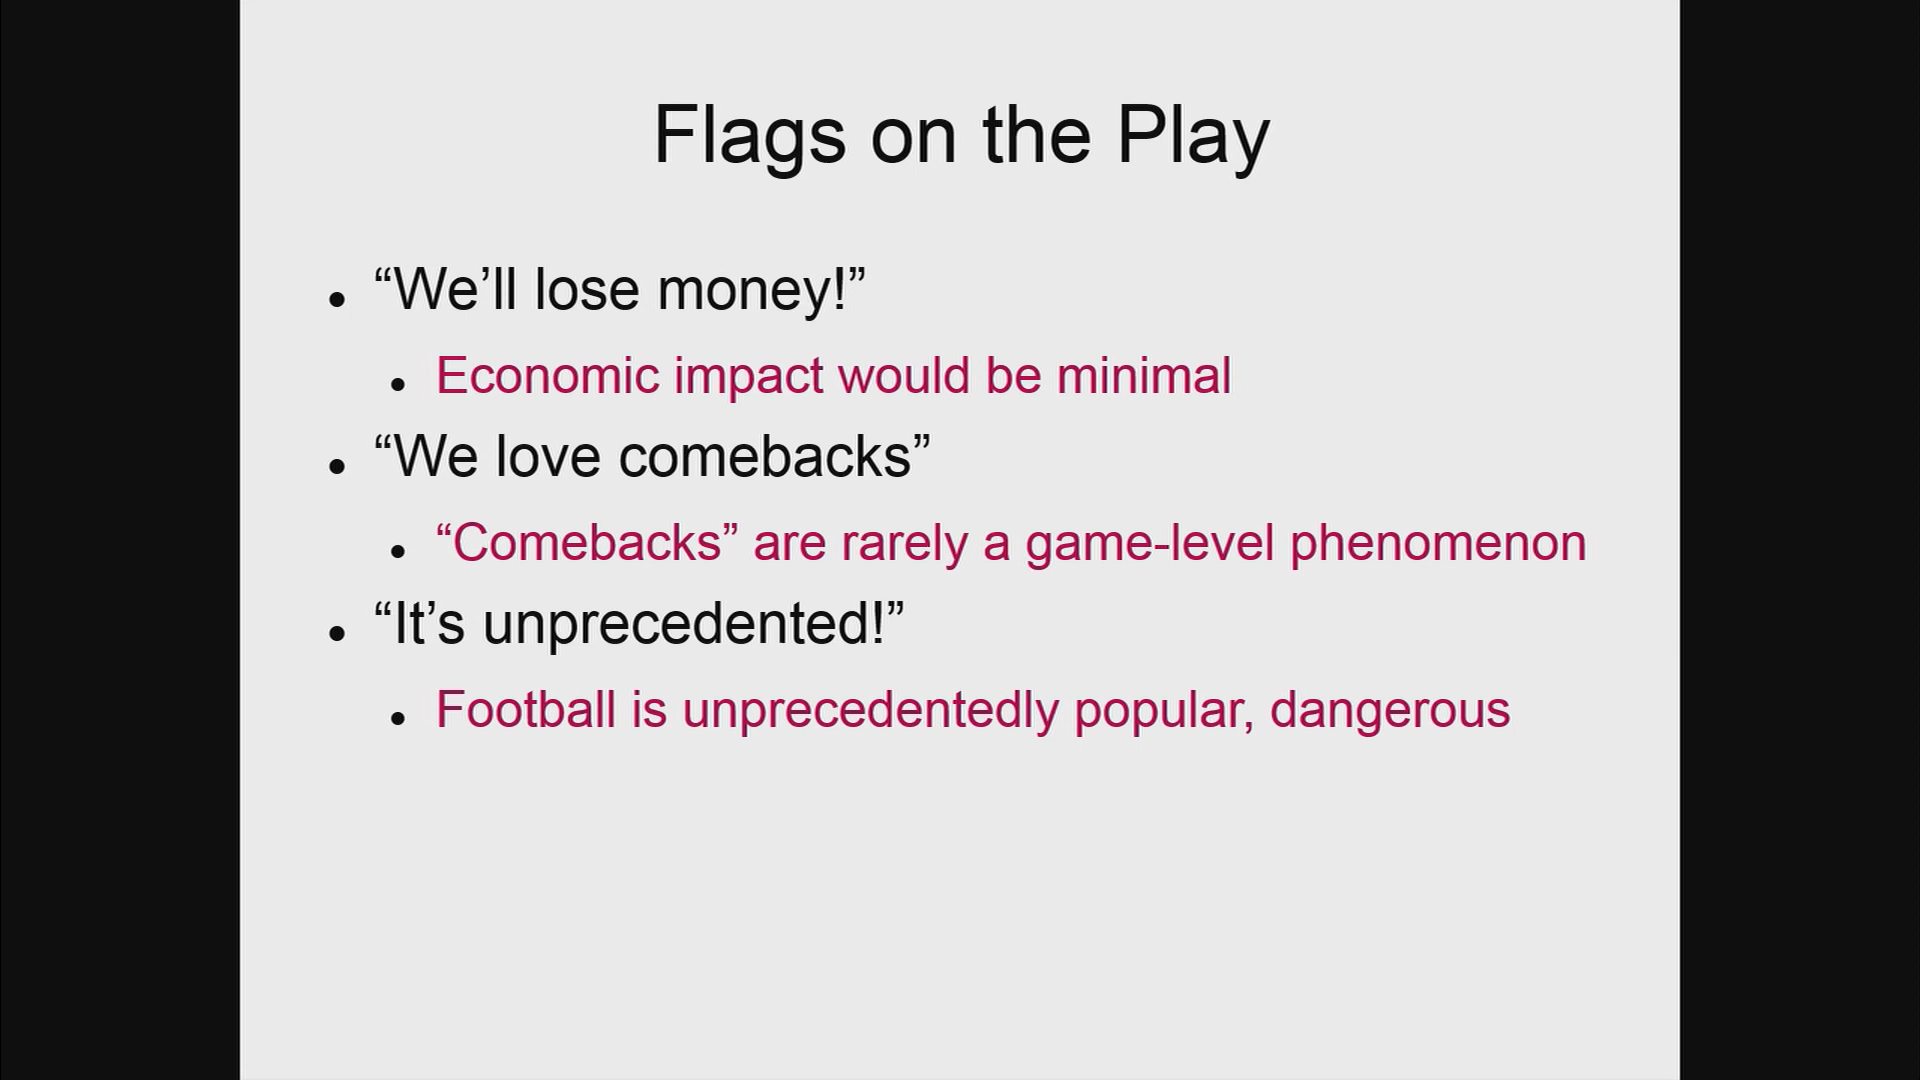 Flags on the Play
• “We’ll lose money!”
• Economic impact would be minimal
• “We love comebacks”
• “Comebacks” are rarely a game-level phenomenon
• “It’s unprecedented!”
• Football is unprecedentedly popular, dangerous